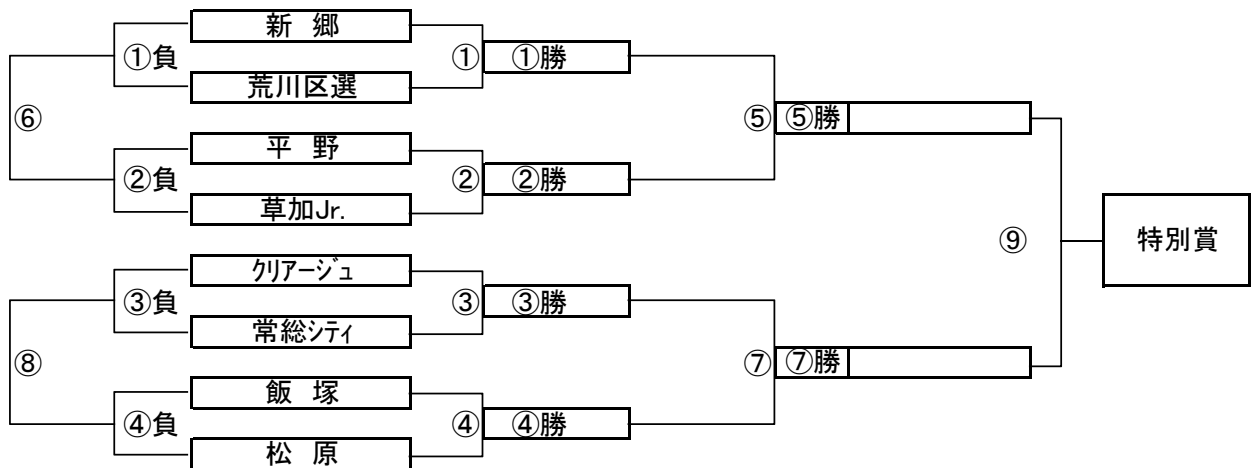 新 郷
①負
①
①勝
荒川区選
⑥
⑤
⑤勝
平 野
②負
②
②勝
草加Jr.
⑨
特別賞
ｸﾘｱｰｼﾞｭ
③負
③
③勝
常総ｼﾃｨ
⑧
⑦
⑦勝
飯 塚
④負
④
④勝
松 原